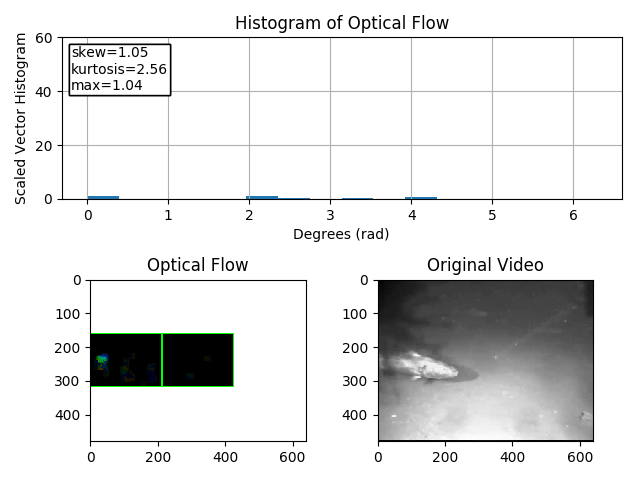 Histogram of Optical Flow
Scaled Vector Histogram
60
40
20
0
skew=1.05
kurtosis=2.56
max=1.04
0 1 2 3 4 5 6
Degrees (rad)
Optical Flow
0
100
200
300
400
0 200 400 600
Original Video
0
100
200
300
400
0 200 400 600